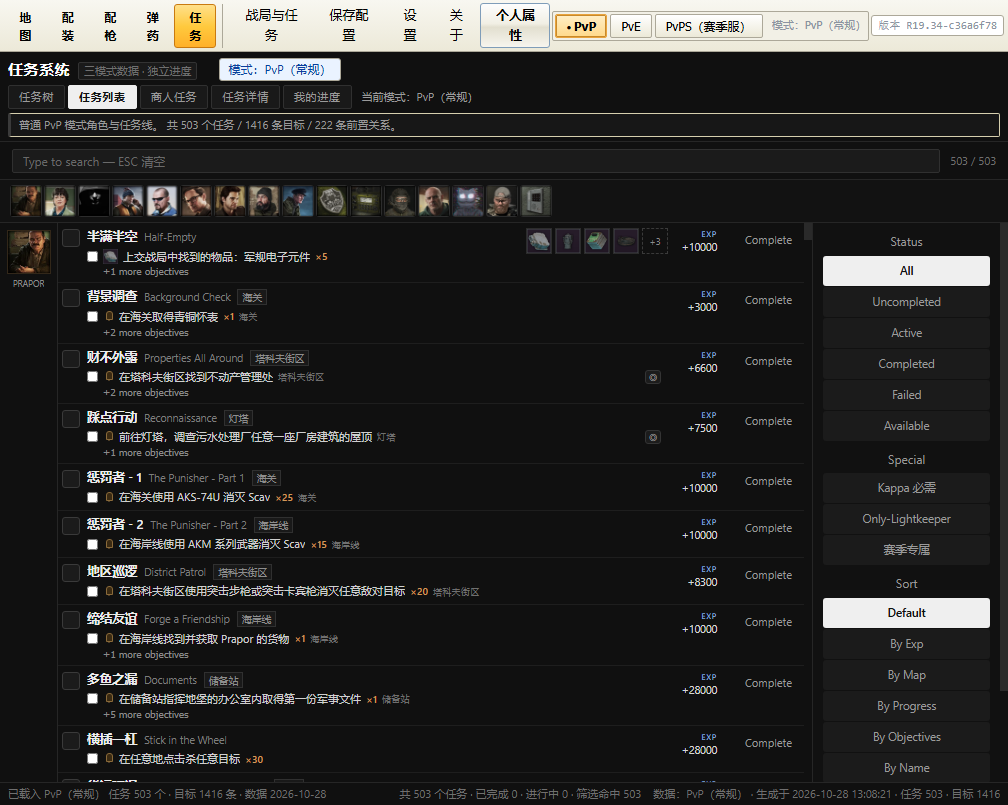 地图 配装 配枪 弹药 任务 战局与任务 保存配置 设置 关于 个人属性 • PvP PvE PvPS（赛季服） 模式：PvP（常规） 版本 R19.34-c36a6f78
任务系统 三模式数据 · 独立进度 模式：PvP（常规）
任务树 任务列表 商人任务 任务详情 我的进度 当前模式：PvP（常规）
普通 PvP 模式角色与任务线。 共 503 个任务 / 1416 条目标 / 222 条前置关系。
Type to search — ESC 清空 503 / 503
PRAPOR
半满半空 Half-Empty +3 EXP +10000 Complete
上交战局中找到的物品：军规电子元件 ×5
+1 more objectives
背景调查 Background Check 海关 EXP +3000 Complete
在海关取得青铜怀表 ×1 海关
+2 more objectives
财不外露 Properties All Around 塔科夫街区 EXP +6600 Complete
在塔科夫街区找到不动产管理处 塔科夫街区
+2 more objectives
踩点行动 Reconnaissance 灯塔 EXP +7500 Complete
前往灯塔，调查污水处理厂任意一座厂房建筑的屋顶 灯塔
+1 more objectives
惩罚者 - 1 The Punisher - Part 1 海关 EXP +10000 Complete
在海关使用 AKS-74U 消灭 Scav ×25 海关
惩罚者 - 2 The Punisher - Part 2 海岸线 EXP +10000 Complete
在海岸线使用 AKM 系列武器消灭 Scav ×15 海岸线
地区巡逻 District Patrol 塔科夫街区 EXP +8300 Complete
在塔科夫街区使用突击步枪或突击卡宾枪消灭任意敌对目标 ×20 塔科夫街区
缔结友谊 Forge a Friendship 海岸线 EXP +10000 Complete
在海岸线找到并获取 Prapor 的货物 ×1 海岸线
+1 more objectives
多鱼之漏 Documents 储备站 EXP +28000 Complete
在储备站指挥地堡的办公室内取得第一份军事文件 ×1 储备站
+5 more objectives
横插一杠 Stick in the Wheel EXP +28000 Complete
在任意地点击杀任意目标 ×30
Status
All
Uncompleted
Active
Completed
Failed
Available
Special
Kappa 必需
Only-Lightkeeper
赛季专属
Sort
Default
By Exp
By Map
By Progress
By Objectives
By Name
已载入 PvP（常规） 任务 503 个 · 目标 1416 条 · 数据 2026-10-28 共 503 个任务 · 已完成 0 · 进行中 0 · 筛选命中 503 数据：PvP（常规） · 生成于 2026-10-28 13:08:21 · 任务 503 · 目标 1416